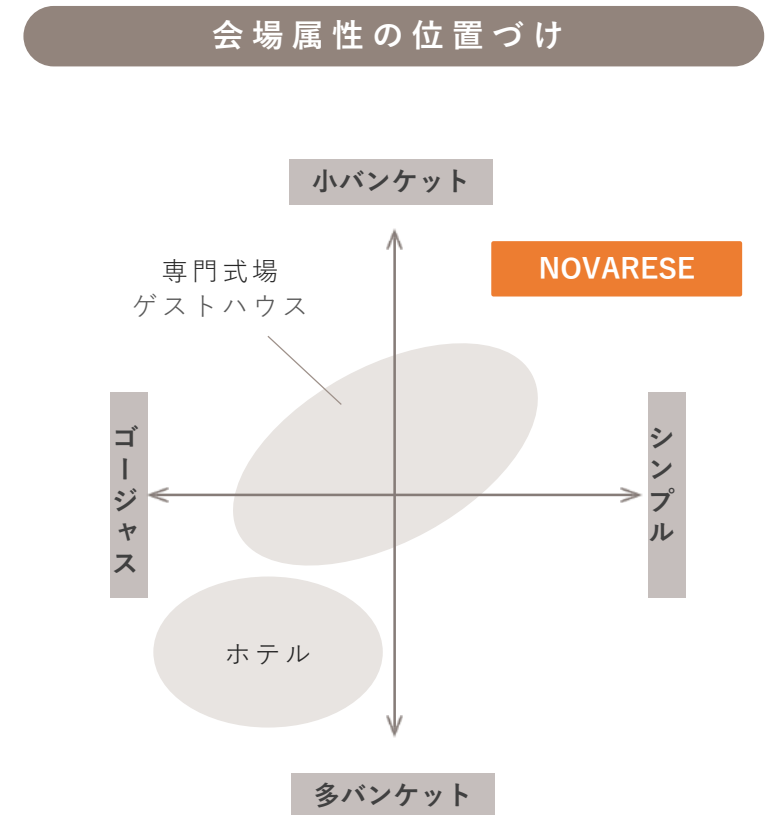 会場属性の位置づけ
小バンケット
NOVARESE
専門式場
ゲストハウス
ゴージャス
シンプル
ホテル
多バンケット